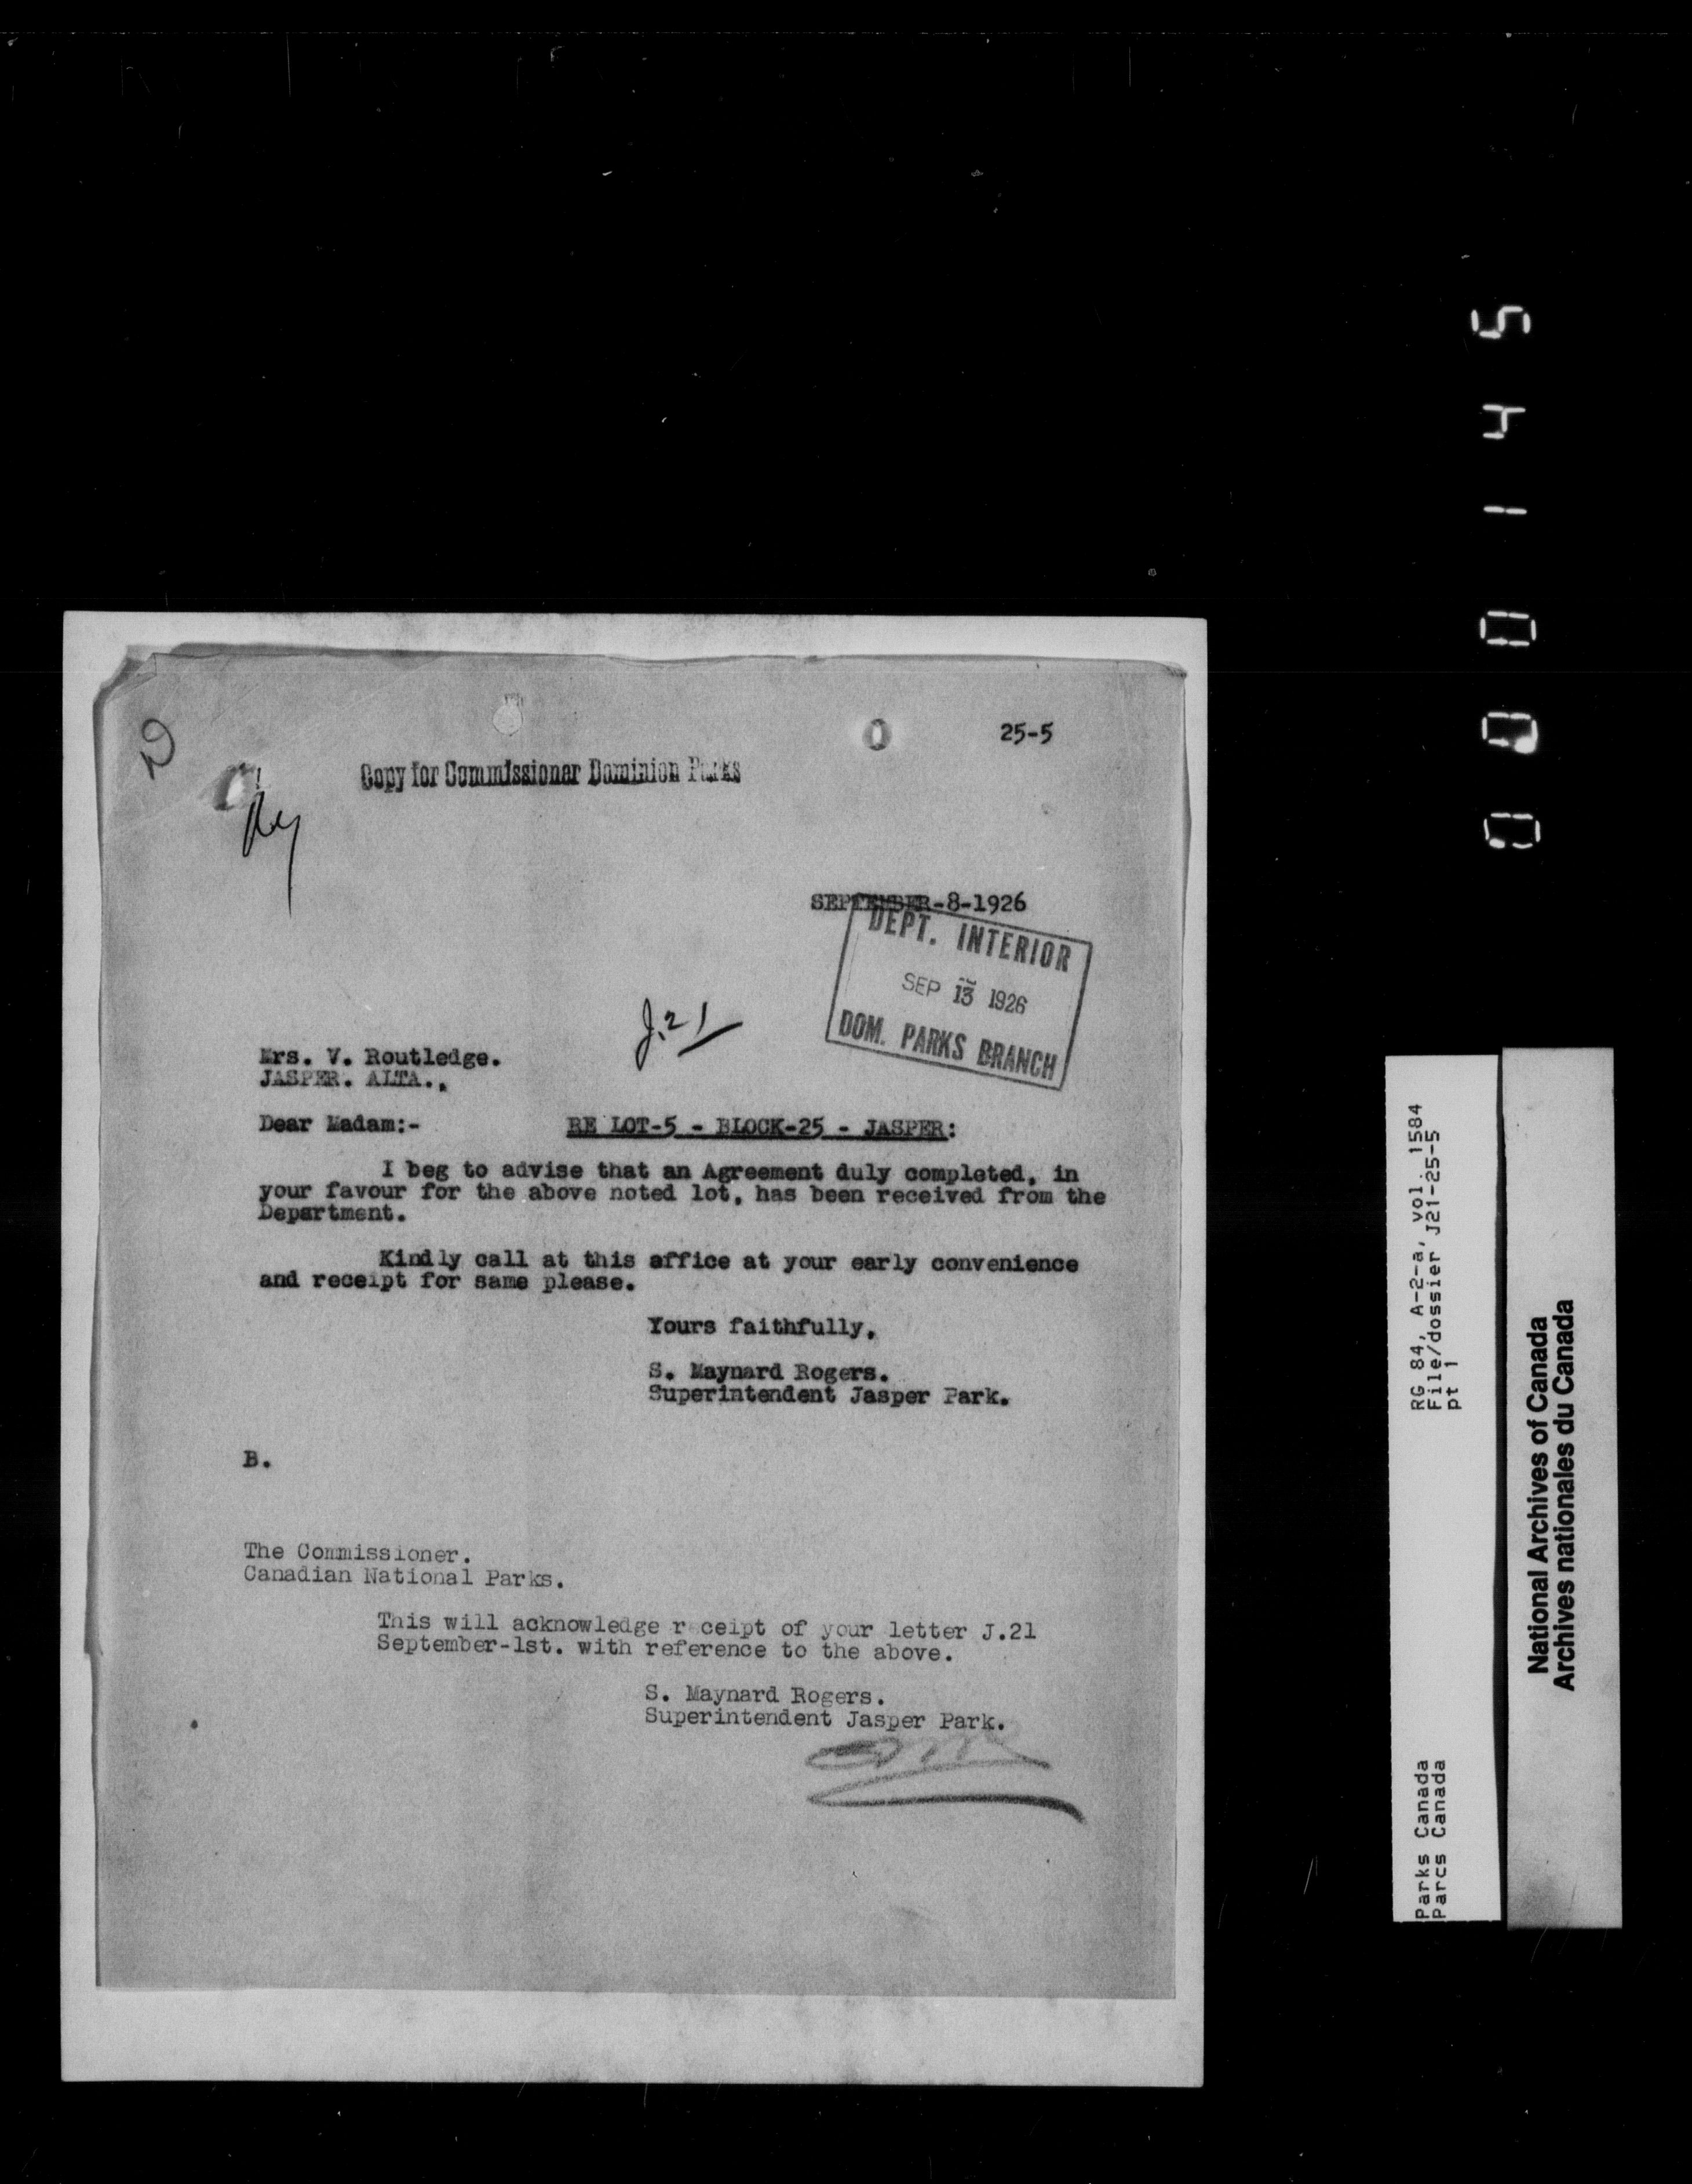 25-5
Copy for Commissioner Dominion Parks
SEPTEMBER-8-1926
DEPT. INTERIOR
SEP 13 1926
DOM. PARKS BRANCH
J.21
Mrs. V. Routledge.
JASPER. ALTA..
Dear Madam:- RE LOT-5 - BLOCK-25 - JASPER:
I beg to advise that an Agreement duly completed, in
your favour for the above noted lot, has been received from the
Department.
Kindly call at this office at your early convenience
and receipt for same please.
Yours faithfully,
S. Maynard Rogers.
Superintendent Jasper Park.
B.
The Commissioner.
Canadian National Parks.
This will acknowledge r ceipt of your letter J.21
September-1st. with reference to the above.
S. Maynard Rogers.
Superintendent Jasper Park.
000145
RG 84, A-2-a, vol 1584
File/dossier J21-25-5
pt 1
Parks Canada
Parcs Canada
National Archives of Canada
Archives nationales du Canada